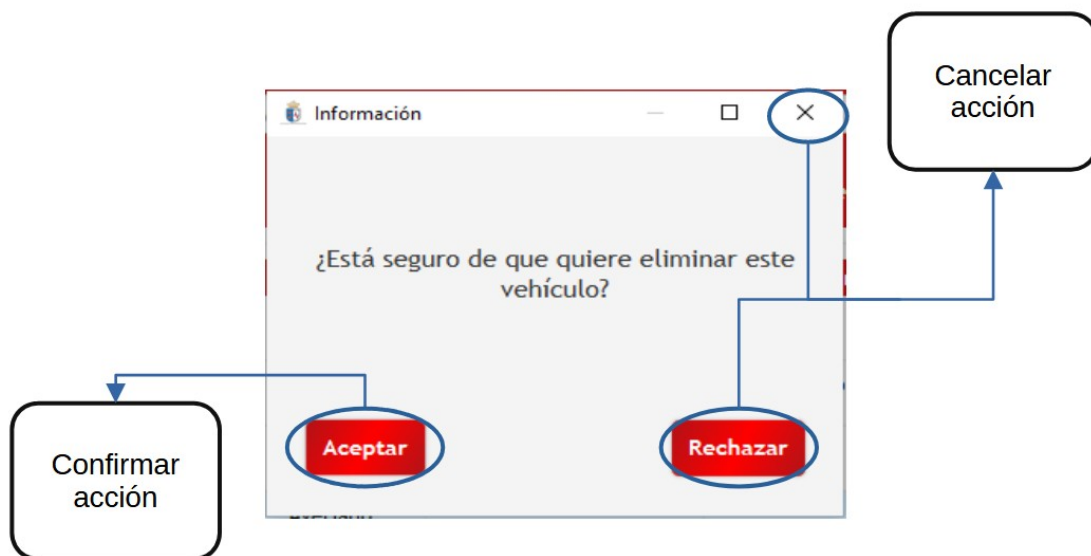 Cancelar
acción
Información
¿Está seguro de que quiere eliminar este
vehículo?
Aceptar
Rechazar
Confirmar
acción